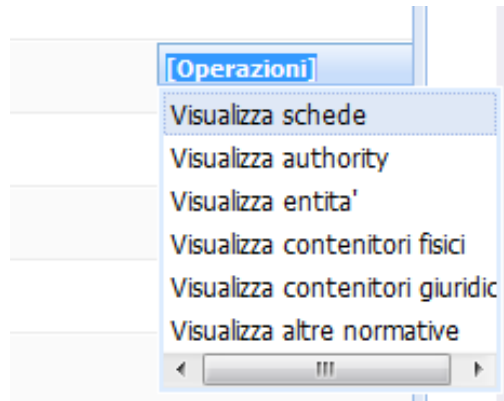 [Operazioni]
Visualizza schede
Visualizza authority
Visualizza entita'
Visualizza contenitori fisici
Visualizza contenitori giuridic
Visualizza altre normative